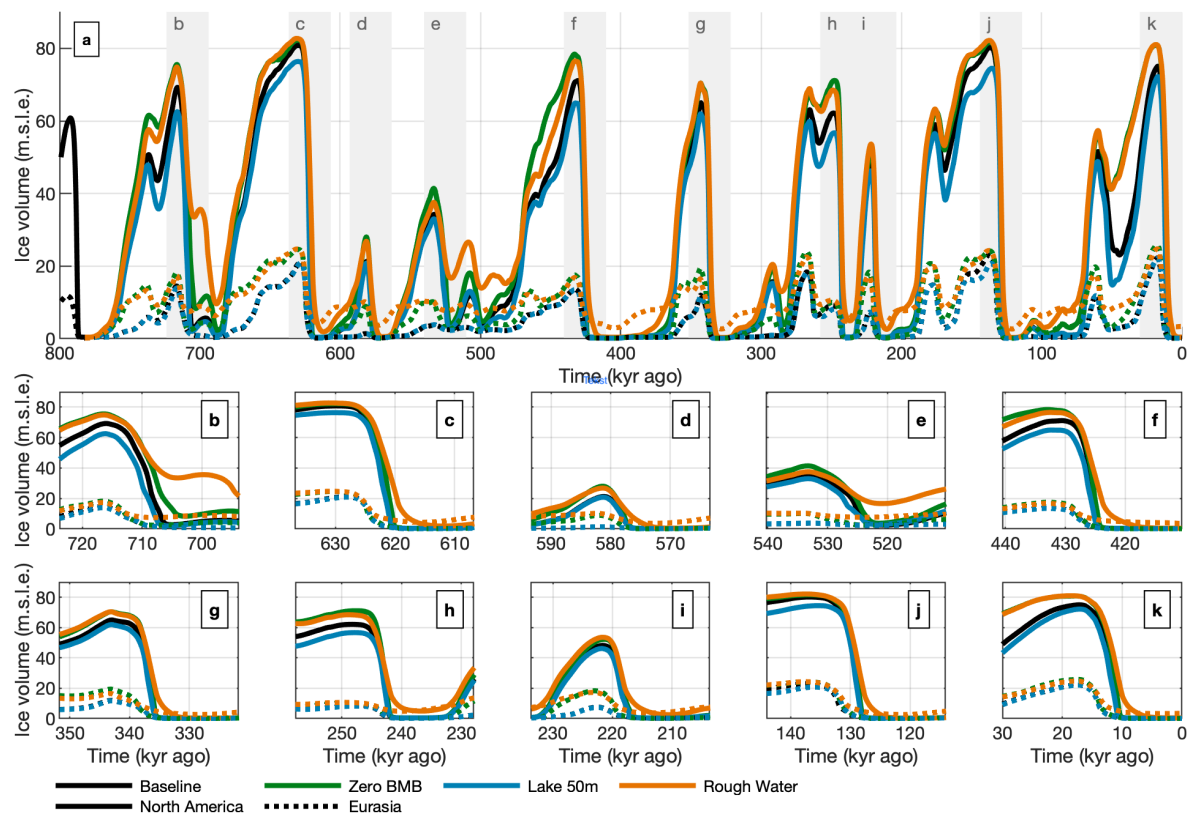 b c d e f g h i j k
a
Ice volume (m.s.l.e.)
80
60
40
20
0
800 700 600 500 400 300 200 100 0
Time (kyr ago)
b c d e f
Ice volume (m.s.l.e.)
80
60
40
20
0
720 710 700 630 620 610 590 580 570 540 530 520 440 430 420
g h i j k
Ice volume (m.s.l.e.)
80
60
40
20
0
350 340 330 250 240 230 230 220 210 140 130 120 30 20 10 0
Time (kyr ago) Time (kyr ago) Time (kyr ago) Time (kyr ago) Time (kyr ago)
Baseline Zero BMB Lake 50m Rough Water
North America Eurasia